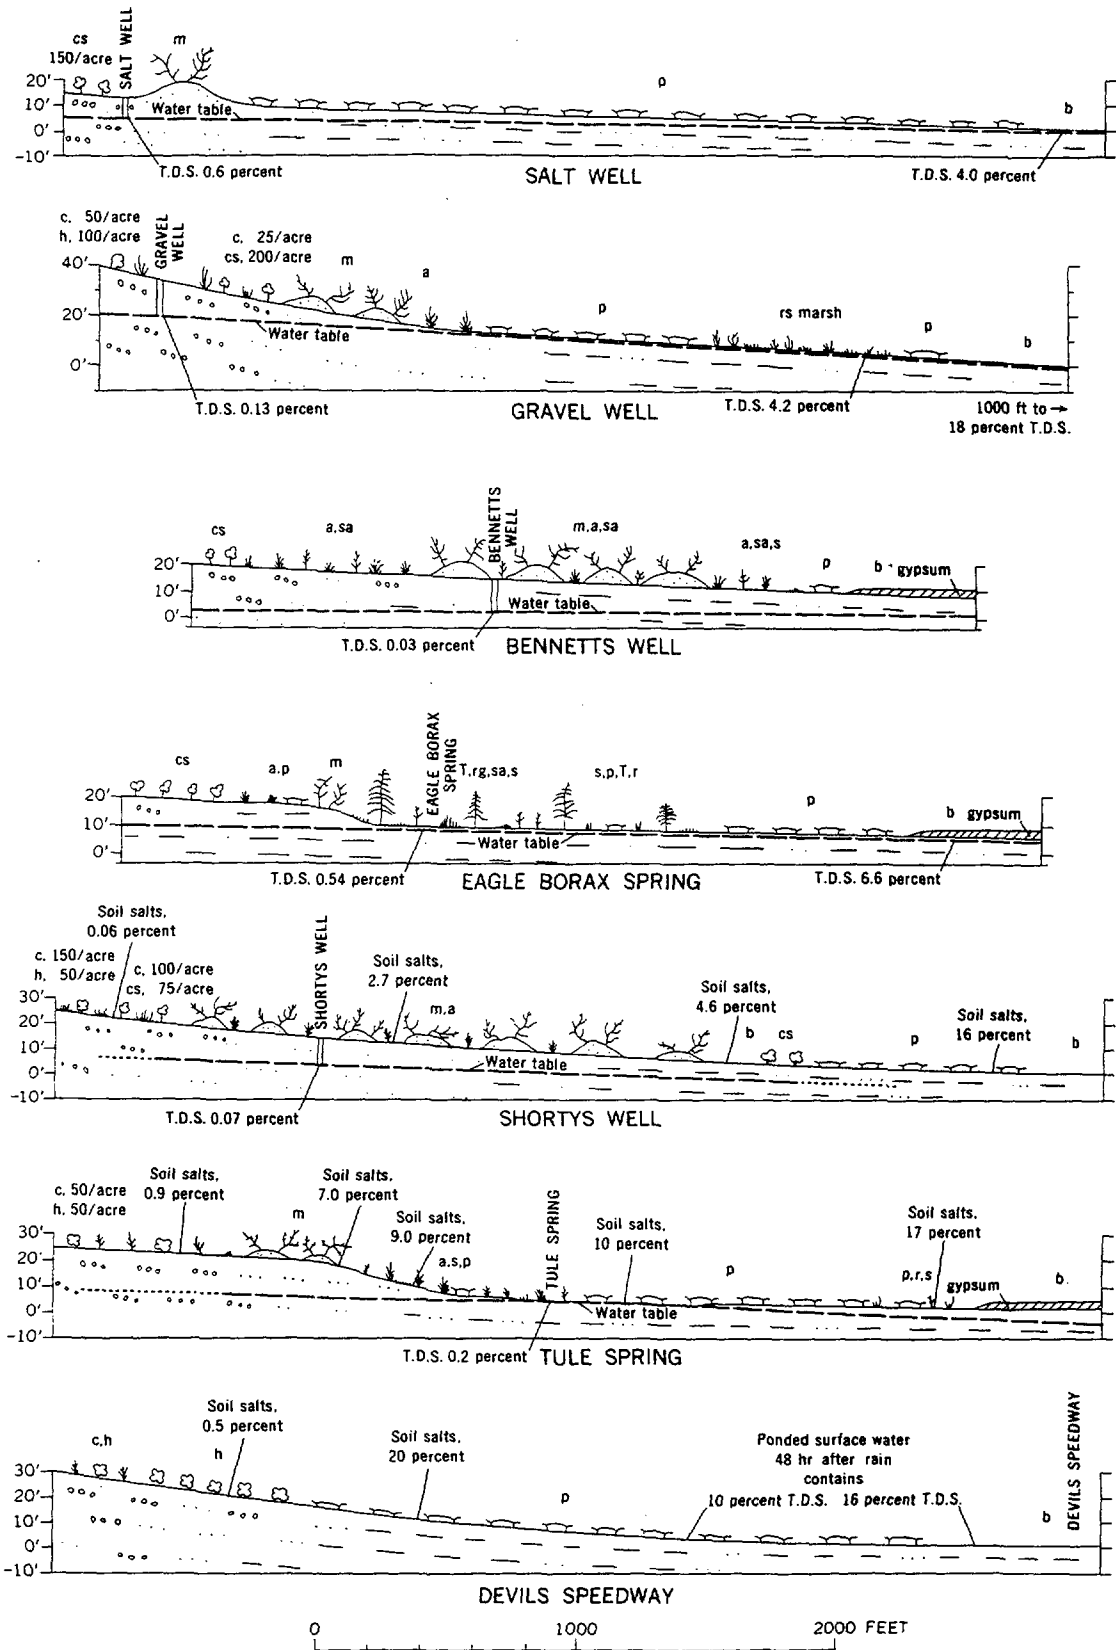 cs
150/acre
SALT WELL
m
p
b
20'
10'
0'
-10'
Water table
T.D.S. 0.6 percent
SALT WELL
T.D.S. 4.0 percent
c, 50/acre
h, 100/acre
GRAVEL
WELL
c, 25/acre
cs, 200/acre
m
a
p
rs marsh
p
b
40'
20'
0'
Water table
T.D.S. 0.13 percent
GRAVEL WELL
T.D.S. 4.2 percent
1000 ft to →
18 percent T.D.S.
cs
a,sa
BENNETTS
WELL
m,a,sa
a,sa,s
p
b
gypsum
20'
10'
0'
Water table
T.D.S. 0.03 percent
BENNETTS WELL
cs
a,p
m
EAGLE BORAX
SPRING
T,rg,sa,s
s,p,T,r
p
b gypsum
20'
10'
0'
Water table
T.D.S. 0.54 percent
EAGLE BORAX SPRING
T.D.S. 6.6 percent
Soil salts,
0.06 percent
c, 150/acre
h, 50/acre
c, 100/acre
cs, 75/acre
SHORTYS WELL
Soil salts,
2.7 percent
m,a
Soil salts,
4.6 percent
b cs
p
Soil salts,
16 percent
b
30'
20'
10'
0'
-10'
Water table
T.D.S. 0.07 percent
SHORTYS WELL
c, 50/acre
h, 50/acre
Soil salts,
0.9 percent
m
Soil salts,
7.0 percent
Soil salts,
9.0 percent
a,s,p
TULE SPRING
Soil salts,
10 percent
p
Soil salts,
17 percent
p,r,s
gypsum
b
30'
20'
10'
0'
-10'
Water table
T.D.S. 0.2 percent
TULE SPRING
c,h
h
Soil salts,
0.5 percent
Soil salts,
20 percent
p
Ponded surface water
48 hr after rain
contains
10 percent T.D.S. 16 percent T.D.S.
b
DEVILS SPEEDWAY
30'
20'
10'
0'
-10'
DEVILS SPEEDWAY
0 1000 2000 FEET